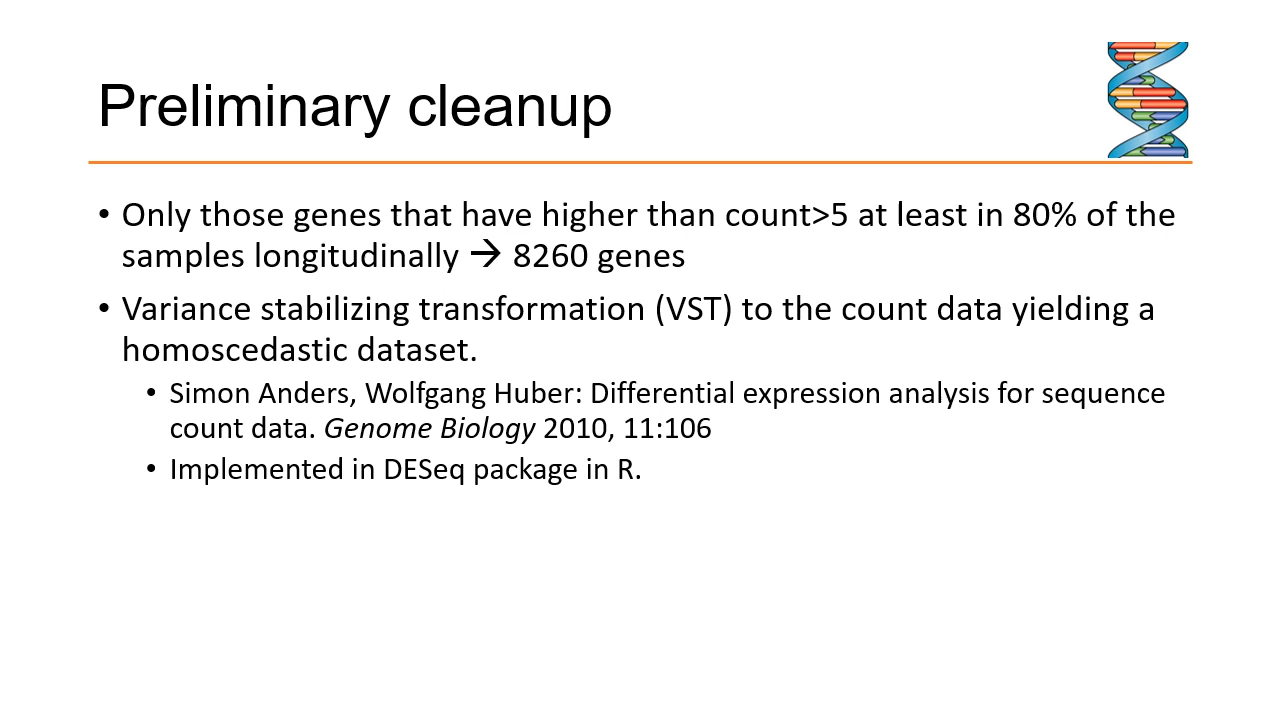 Preliminary cleanup
• Only those genes that have higher than count>5 at least in 80% of the
samples longitudinally → 8260 genes
• Variance stabilizing transformation (VST) to the count data yielding a
homoscedastic dataset.
• Simon Anders, Wolfgang Huber: Differential expression analysis for sequence
count data. Genome Biology 2010, 11:106
• Implemented in DESeq package in R.